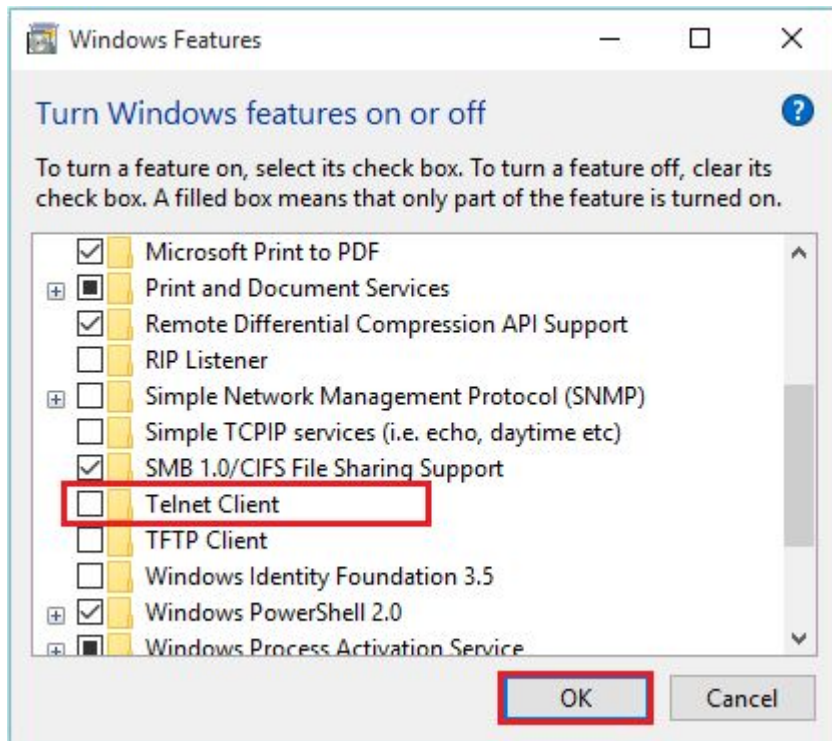 Windows Features
Turn Windows features on or off
To turn a feature on, select its check box. To turn a feature off, clear its
check box. A filled box means that only part of the feature is turned on.
Microsoft Print to PDF
Print and Document Services
Remote Differential Compression API Support
RIP Listener
Simple Network Management Protocol (SNMP)
Simple TCPIP services (i.e. echo, daytime etc)
SMB 1.0/CIFS File Sharing Support
Telnet Client
TFTP Client
Windows Identity Foundation 3.5
Windows PowerShell 2.0
Windows Process Activation Service
OK Cancel